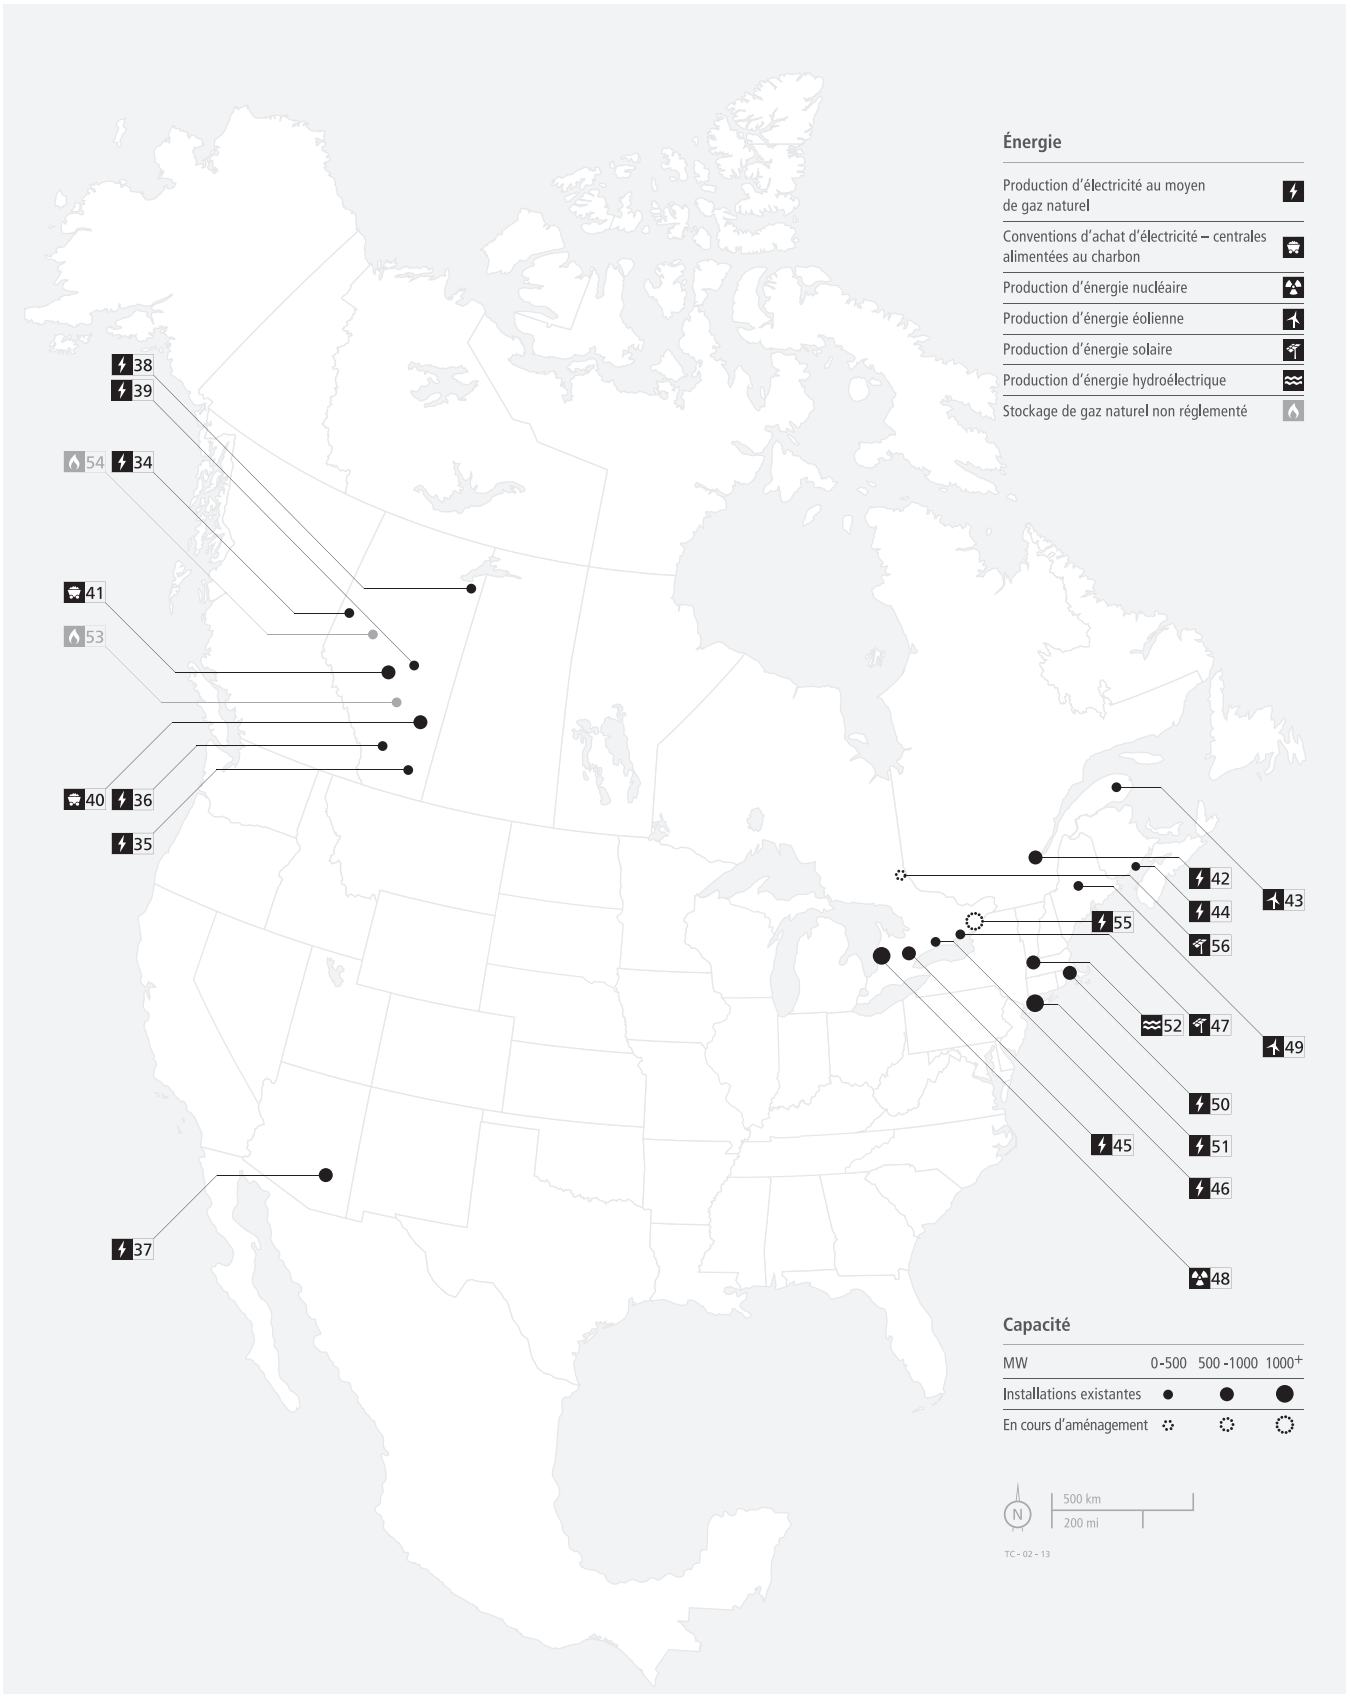 Énergie
Production d’électricité au moyen
de gaz naturel
Conventions d’achat d’électricité – centrales
alimentées au charbon
Production d’énergie nucléaire
Production d’énergie éolienne
Production d’énergie solaire
Production d’énergie hydroélectrique
Stockage de gaz naturel non réglementé
38
39
54 34
41
53
40 36
35
37
42
43
44
55
56
52 47
49
50
45
51
46
48
Capacité
MW 0-500 500-1000 1000+
Installations existantes
En cours d’aménagement
N
500 km
200 mi
TC - 02 - 13